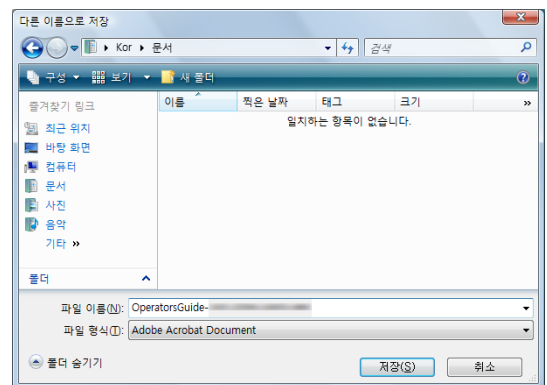 다른 이름으로 저장
Kor ▸ 문서
검색
구성 보기 새 폴더
즐겨찾기 링크
이름 찍은 날짜 태그 크기 »
일치하는 항목이 없습니다.
최근 위치
바탕 화면
컴퓨터
문서
사진
음악
기타 »
폴더
파일 이름(N): OperatorsGuide-
파일 형식(T): Adobe Acrobat Document
폴더 숨기기
저장(S) 취소